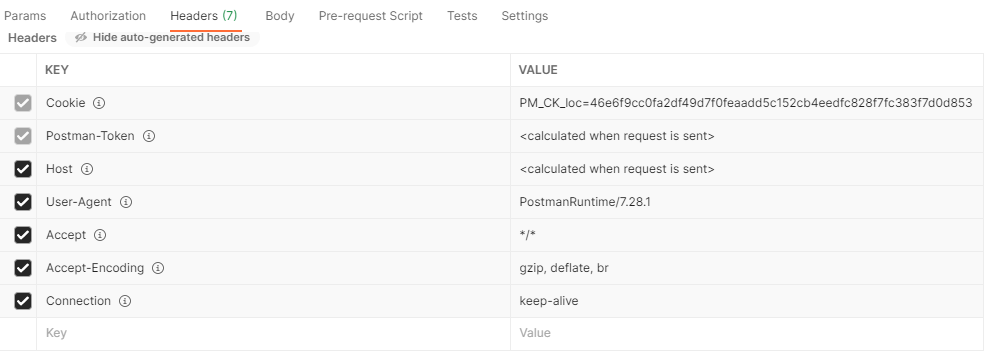 Params Authorization Headers (7) Body Pre-request Script Tests Settings
Headers Hide auto-generated headers
KEY VALUE
Cookie PM_CK_loc=46e6f9cc0fa2df49d7f0feaadd5c152cb4eedfc828f7fc383f7d0d853
Postman-Token <calculated when request is sent>
Host <calculated when request is sent>
User-Agent PostmanRuntime/7.28.1
Accept */*
Accept-Encoding gzip, deflate, br
Connection keep-alive
Key Value